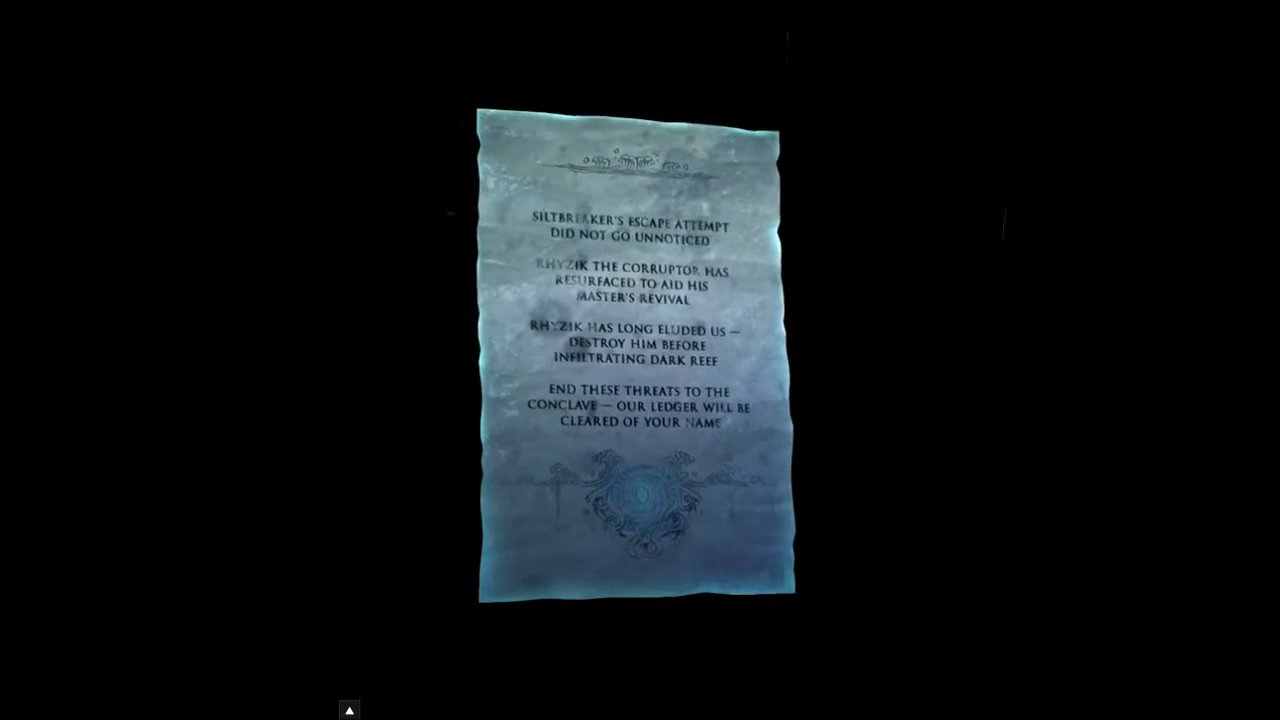 SILTBREAKER'S ESCAPE ATTEMPT
DID NOT GO UNNOTICED
RHYZIK THE CORRUPTOR HAS
RESURFACED TO AID HIS
MASTER'S REVIVAL
RHYZIK HAS LONG ELUDED US —
DESTROY HIM BEFORE
INFILTRATING DARK REEF
END THESE THREATS TO THE
CONCLAVE — OUR LEDGER WILL BE
CLEARED OF YOUR NAME